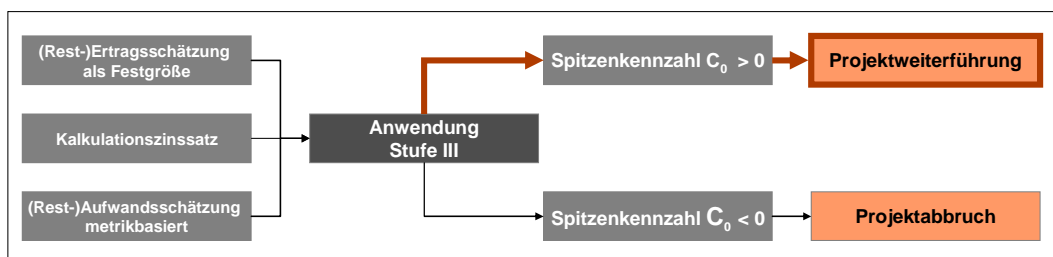 (Rest-)Ertragsschätzung
als Festgröße
Kalkulationszinssatz
(Rest-)Aufwandsschätzung
metrikbasiert
Anwendung
Stufe III
Spitzenkennzahl C₀ > 0
Projektweiterführung
Spitzenkennzahl C₀ < 0
Projektabbruch